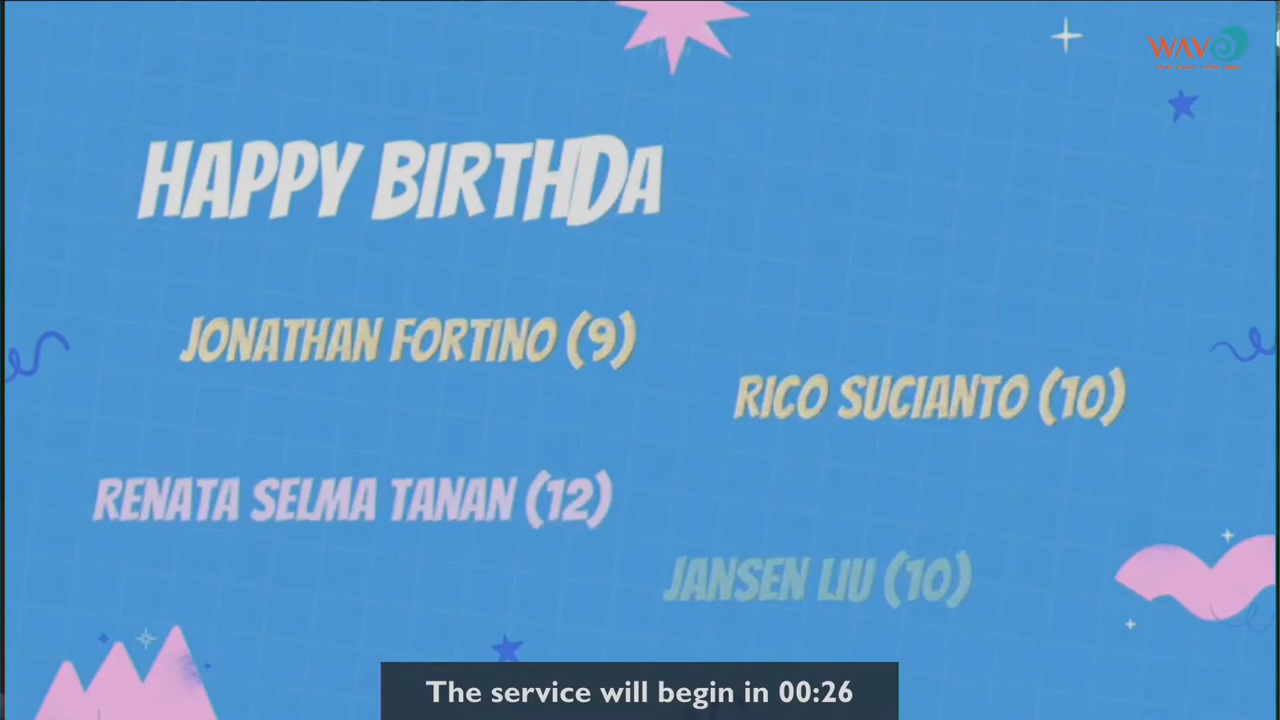 WAVE
HAPPY BIRTHDA
JONATHAN FORTINO (9)
RICO SUCIANTO (10)
RENATA SELMA TANAN (12)
JANSEN LIU (10)
The service will begin in 00:26